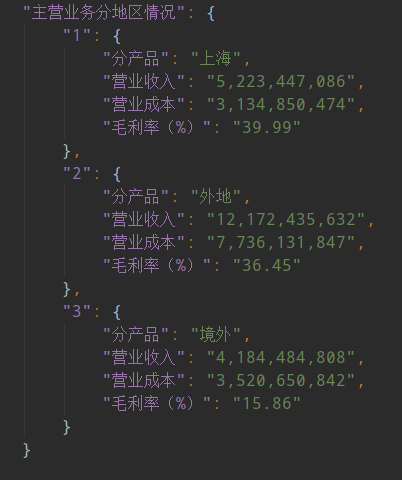 "主营业务分地区情况": {
"1": {
"分产品": "上海",
"营业收入": "5,223,447,086",
"营业成本": "3,134,850,474",
"毛利率（%）": "39.99"
},
"2": {
"分产品": "外地",
"营业收入": "12,172,435,632",
"营业成本": "7,736,131,847",
"毛利率（%）": "36.45"
},
"3": {
"分产品": "境外",
"营业收入": "4,184,484,808",
"营业成本": "3,520,650,842",
"毛利率（%）": "15.86"
}
}